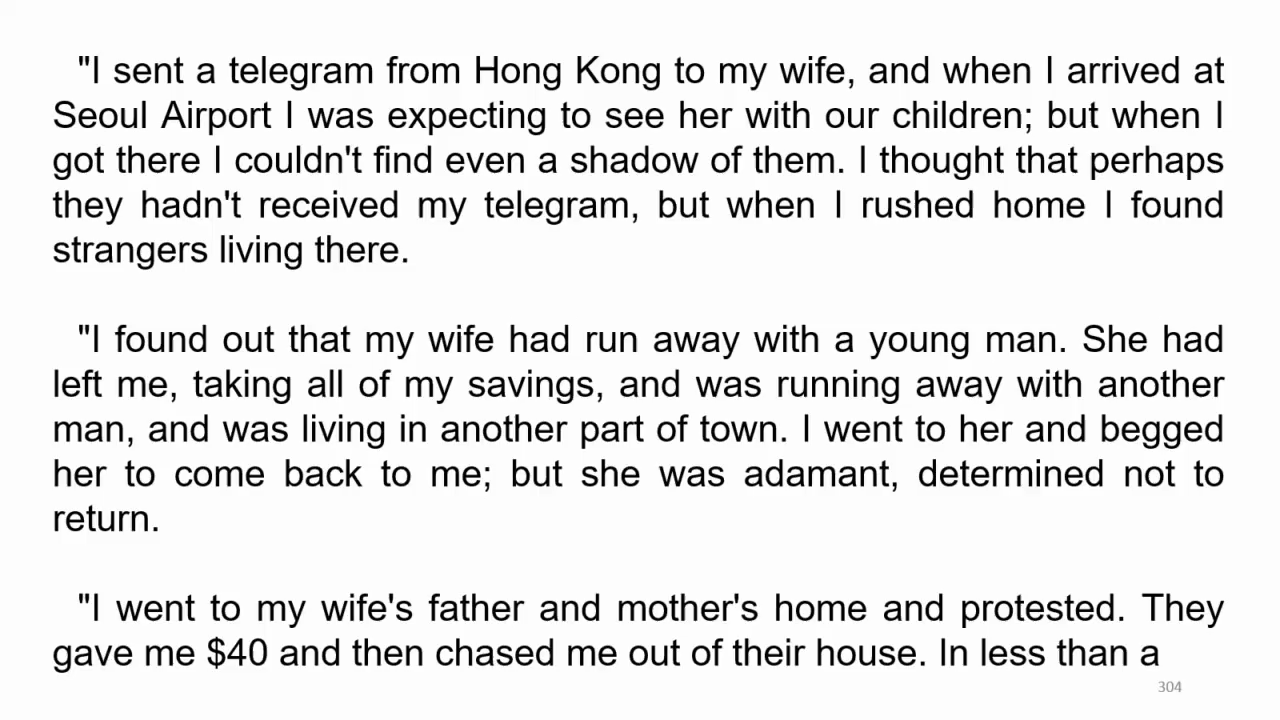 "I sent a telegram from Hong Kong to my wife, and when I arrived at
Seoul Airport I was expecting to see her with our children; but when I
got there I couldn't find even a shadow of them. I thought that perhaps
they hadn't received my telegram, but when I rushed home I found
strangers living there.
"I found out that my wife had run away with a young man. She had
left me, taking all of my savings, and was running away with another
man, and was living in another part of town. I went to her and begged
her to come back to me; but she was adamant, determined not to
return.
"I went to my wife's father and mother's home and protested. They
gave me $40 and then chased me out of their house. In less than a
304